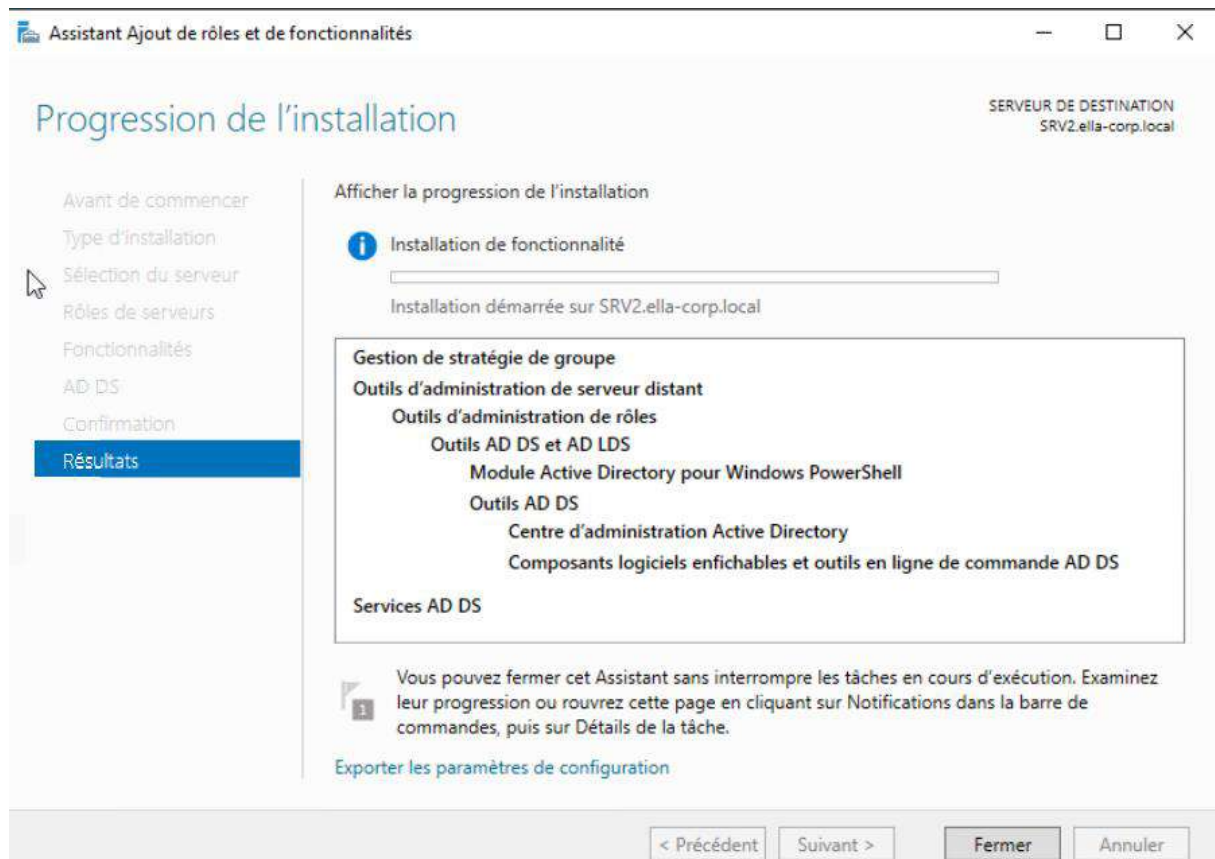 Assistant Ajout de rôles et de fonctionnalités
Progression de l'installation
SERVEUR DE DESTINATION
SRV2.ella-corp.local
Avant de commencer
Type d'installation
Sélection du serveur
Rôles de serveurs
Fonctionnalités
AD DS
Confirmation
Résultats
Afficher la progression de l'installation
Installation de fonctionnalité
Installation démarrée sur SRV2.ella-corp.local
Gestion de stratégie de groupe
Outils d'administration de serveur distant
Outils d'administration de rôles
Outils AD DS et AD LDS
Module Active Directory pour Windows PowerShell
Outils AD DS
Centre d'administration Active Directory
Composants logiciels enfichables et outils en ligne de commande AD DS
Services AD DS
1
Vous pouvez fermer cet Assistant sans interrompre les tâches en cours d'exécution. Examinez
leur progression ou rouvrez cette page en cliquant sur Notifications dans la barre de
commandes, puis sur Détails de la tâche.
Exporter les paramètres de configuration
< Précédent
Suivant >
Fermer
Annuler